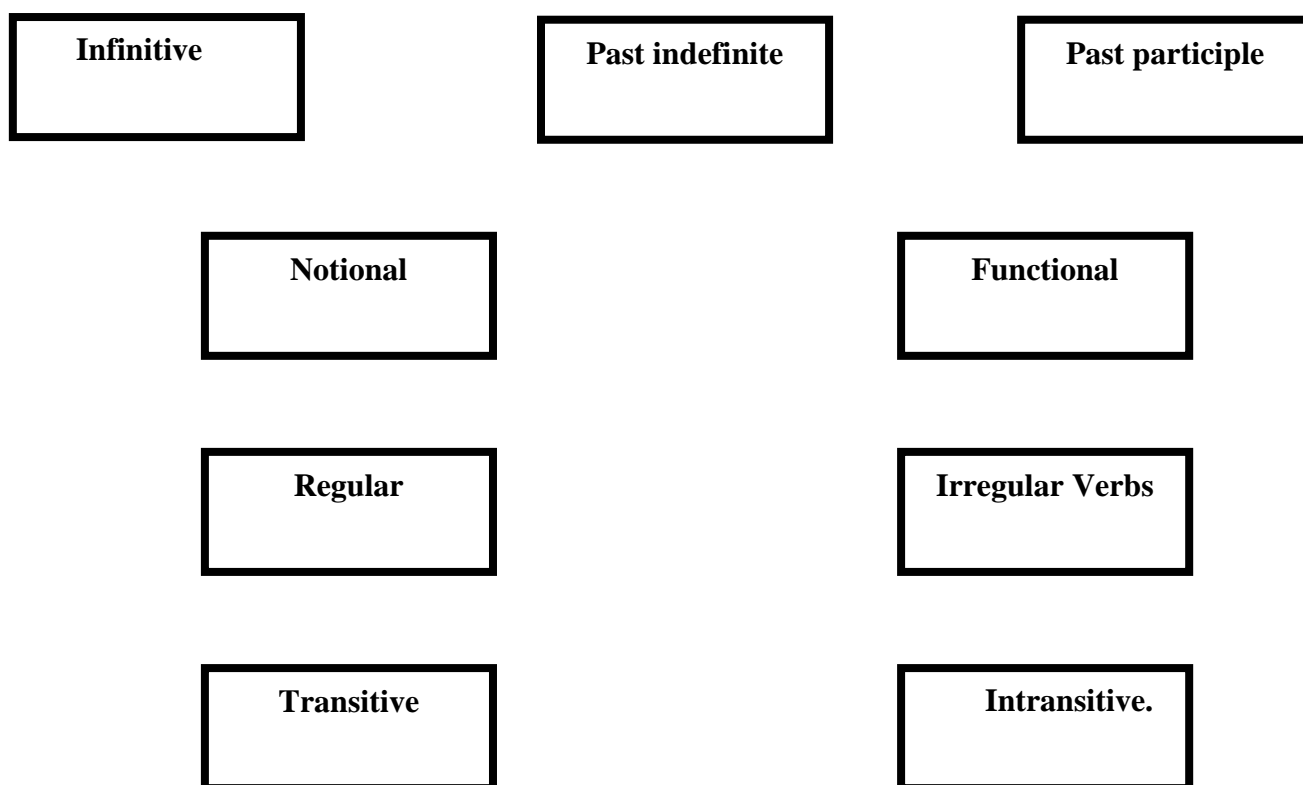 Infinitive
Past indefinite
Past participle
Notional
Functional
Regular
Irregular Verbs
Transitive
Intransitive.